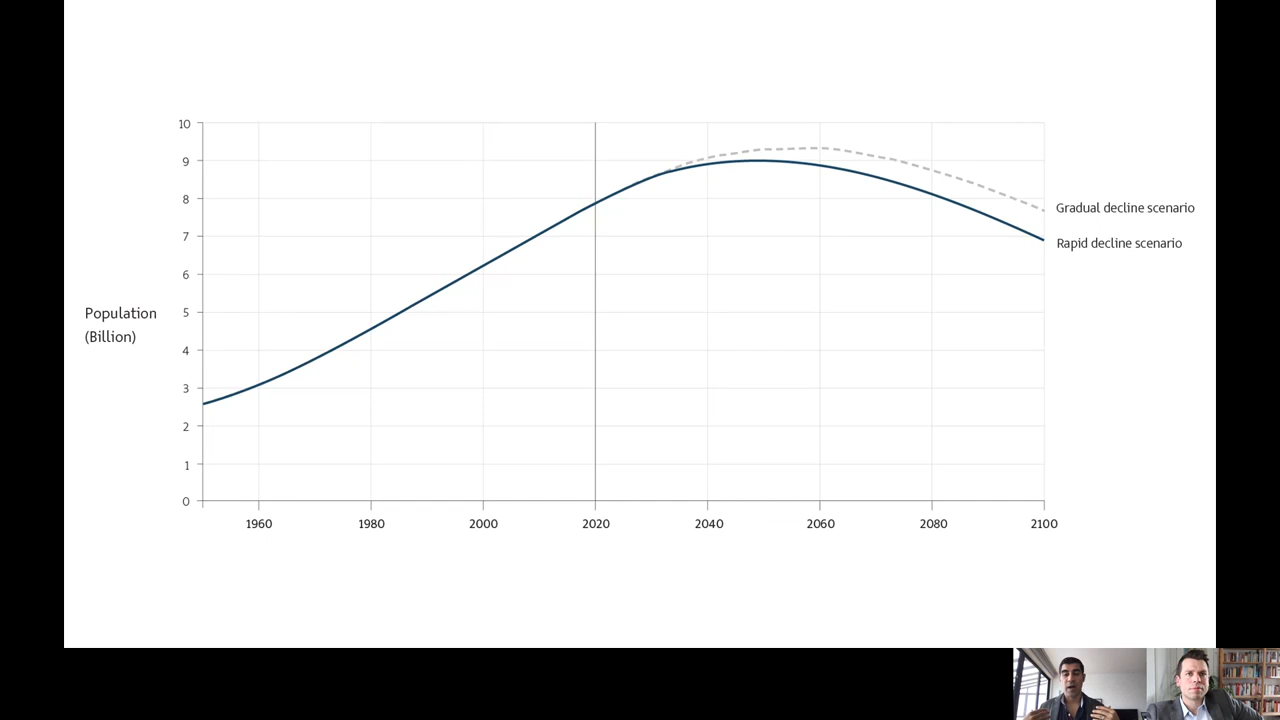 10
9
8
7
6
5
4
3
2
1
0
Population
(Billion)
Gradual decline scenario
Rapid decline scenario
1960 1980 2000 2020 2040 2060 2080 2100